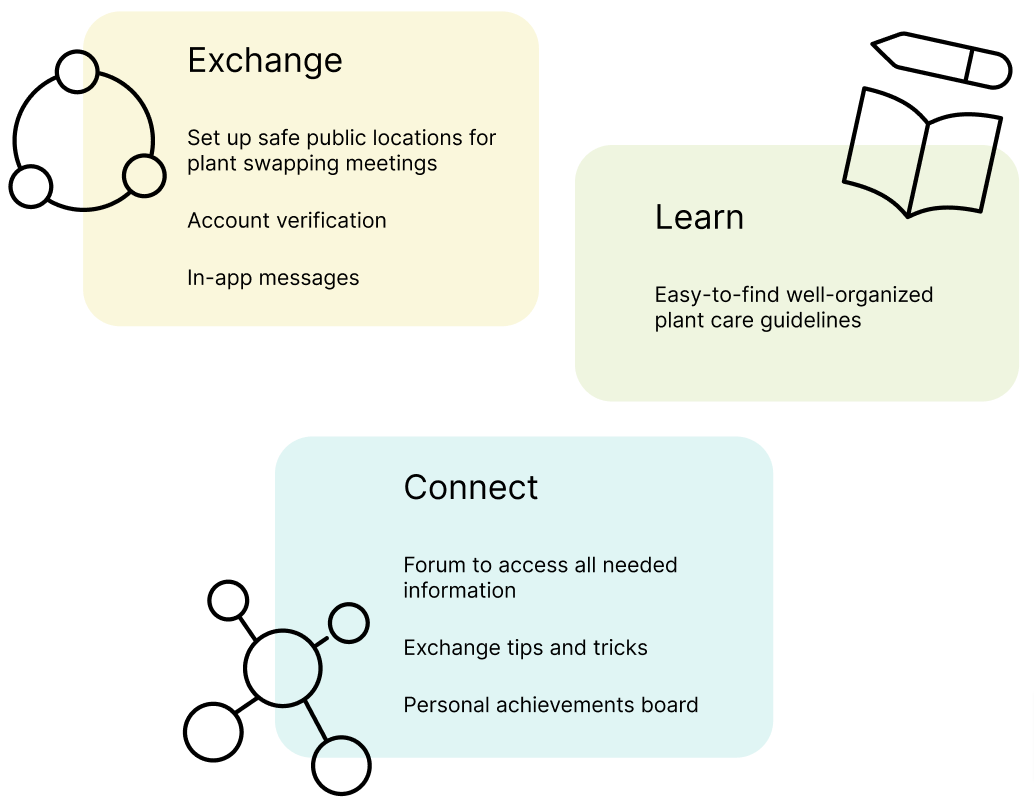 Exchange
Set up safe public locations for
plant swapping meetings
Account verification
In-app messages
Learn
Easy-to-find well-organized
plant care guidelines
Connect
Forum to access all needed
information
Exchange tips and tricks
Personal achievements board